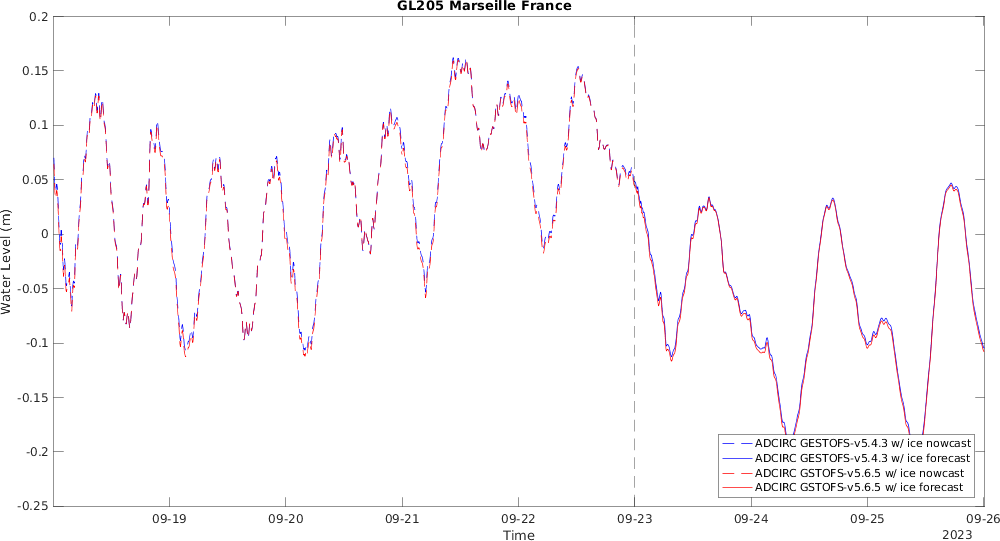 GL205 Marseille France
0.2
0.15
0.1
0.05
0
-0.05
-0.1
-0.15
-0.2
-0.25
Water Level (m)
09-19
09-20
09-21
09-22
09-23
09-24
09-25
09-26
Time
2023
ADCIRC GESTOFS-v5.4.3 w/ ice nowcast
ADCIRC GESTOFS-v5.4.3 w/ ice forecast
ADCIRC GSTOFS-v5.6.5 w/ ice nowcast
ADCIRC GSTOFS-v5.6.5 w/ ice forecast